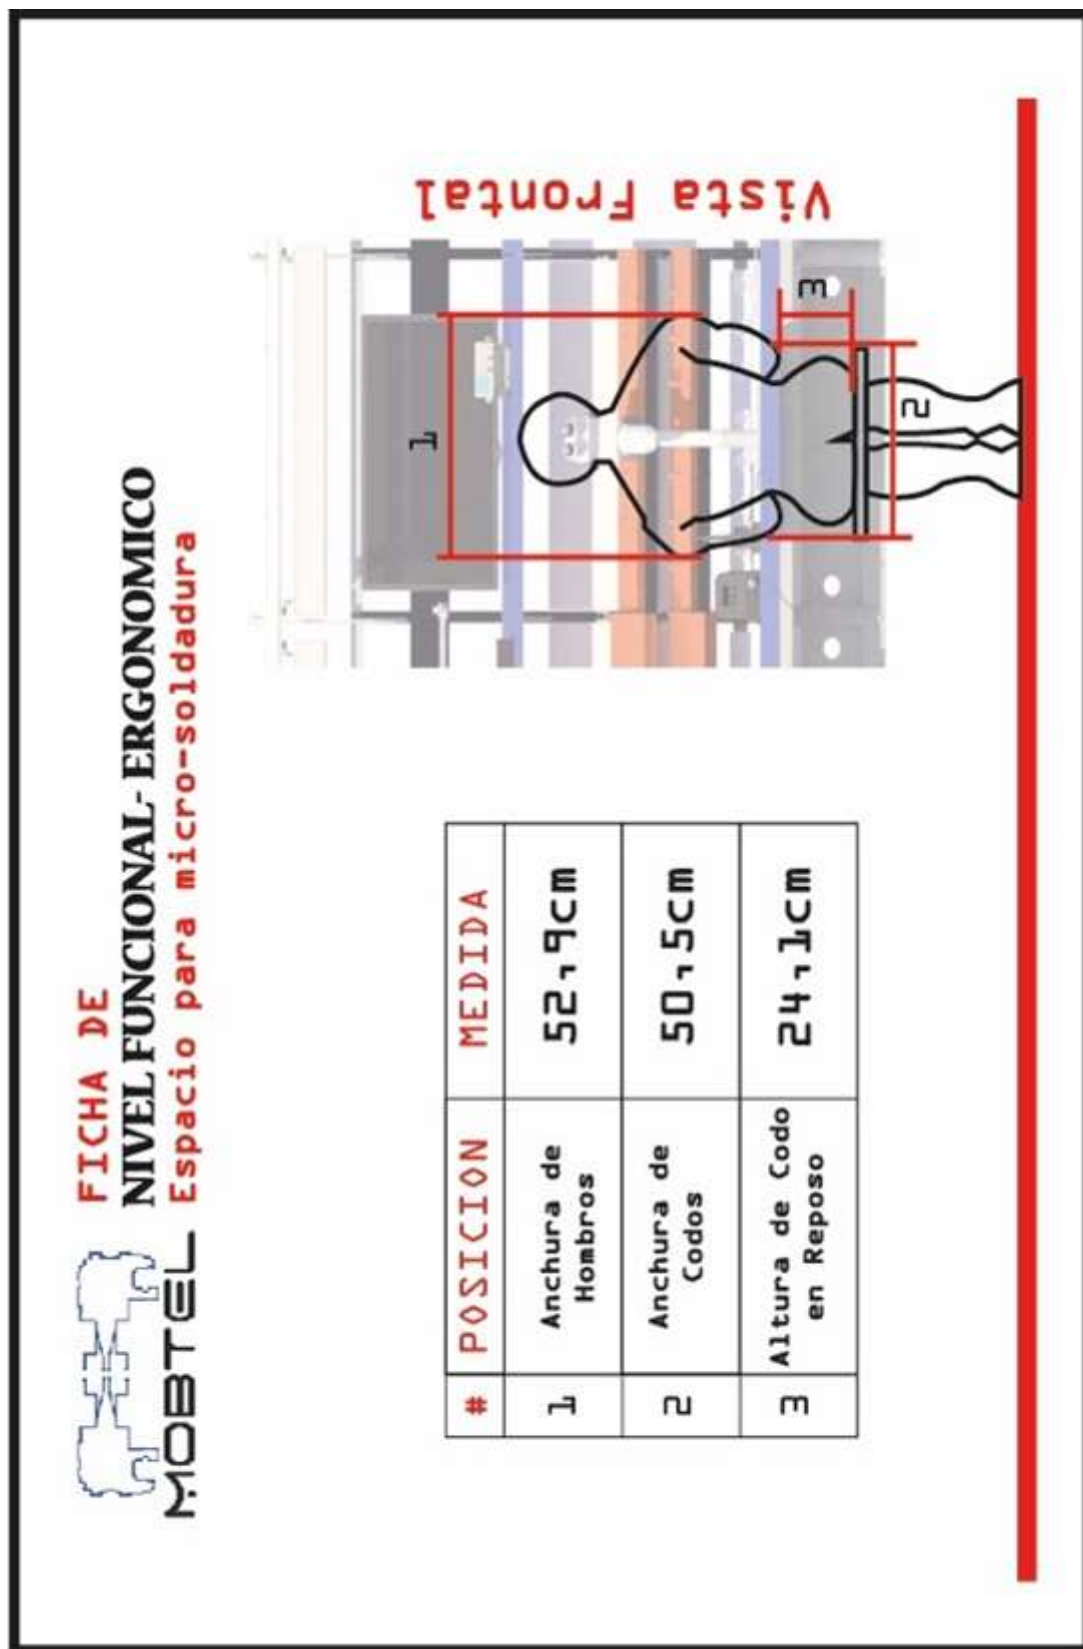 MOBTEL
FICHA DE
NIVEL FUNCIONAL- ERGONOMICO
Espacio para micro-soldadura
# POSICION MEDIDA
1 Anchura de Hombros 52,9cm
2 Anchura de Codos 50,5cm
3 Altura de Codo en Reposo 24,1cm
1
2
3
Vista Frontal